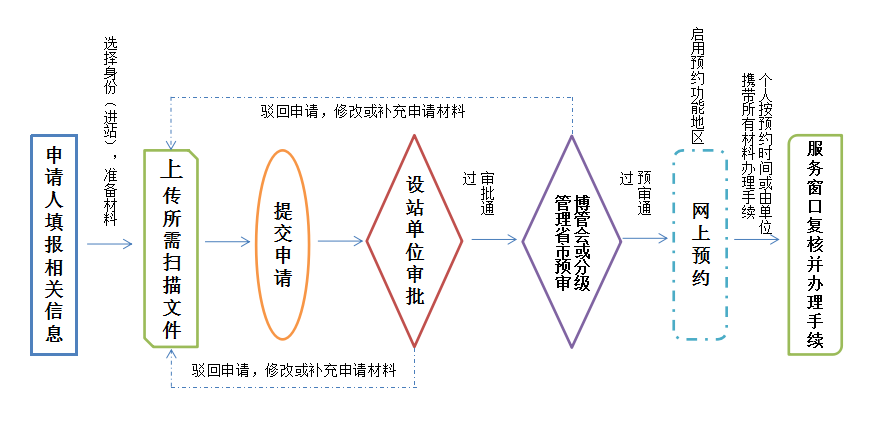 申请人填报相关信息
选择身份（进站），准备材料
上传所需扫描文件
提交申请
设站单位审批
驳回申请，修改或补充申请材料
审批通
过
博管会或分级
管理省市预审
驳回申请，修改或补充申请材料
预审通
过
启用预约功能地区
网上预约
个人按预约时间或由单位
携带所有材料办理手续
服务窗口复核并办理手续